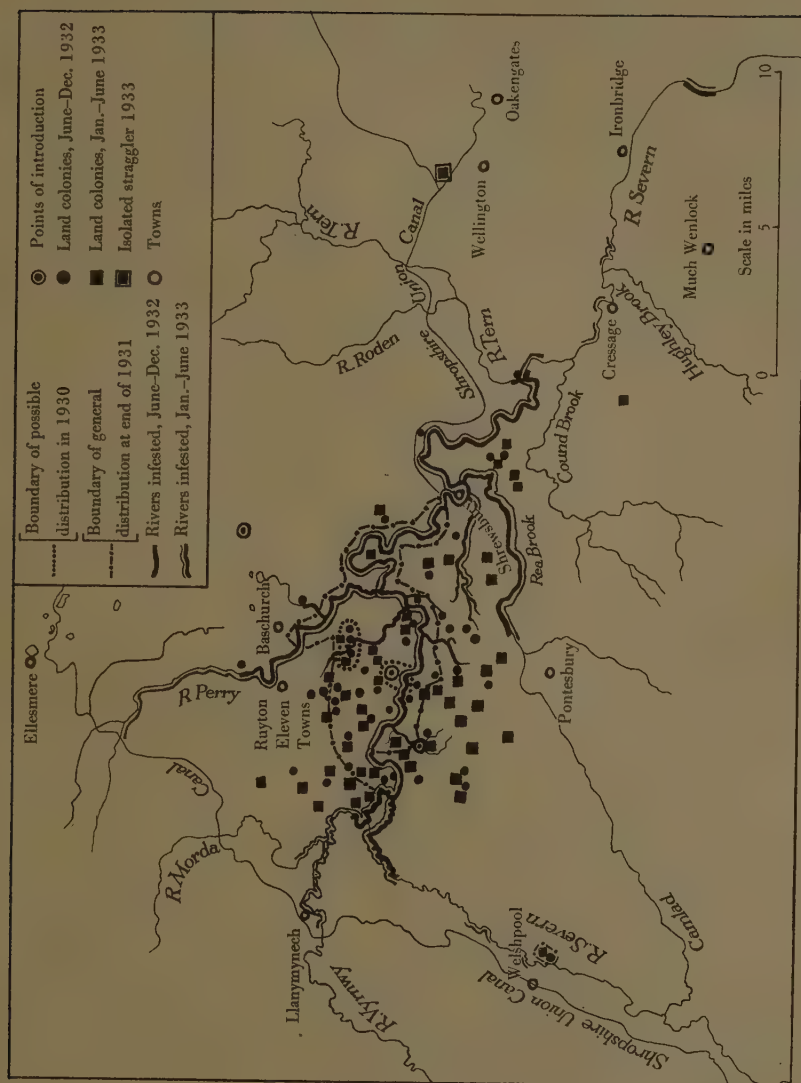 Boundary of possible
distribution in 1930
Boundary of general
distribution at end of 1931
Rivers infested, June–Dec. 1932
Rivers infested, Jan.–June 1933
Points of introduction
Land colonies, June–Dec. 1932
Land colonies, Jan.–June 1933
Isolated straggler 1933
Towns
Ellesmere
Canal
R. Perry
Baschurch
Ruyton
Eleven
Towns
R. Morda
Llanymynech
R. Vyrnwy
Welshpool
R. Severn
Shropshire Union Canal
Camlad
Pontesbury
Rea Brook
Shrewsbury
R. Roden
R. Tern
Shropshire
Union
Canal
R. Tern
Wellington
Oakengates
Cound Brook
Cressage
Hughley Brook
R Severn
Ironbridge
Much Wenlock
0
5
10
Scale in miles